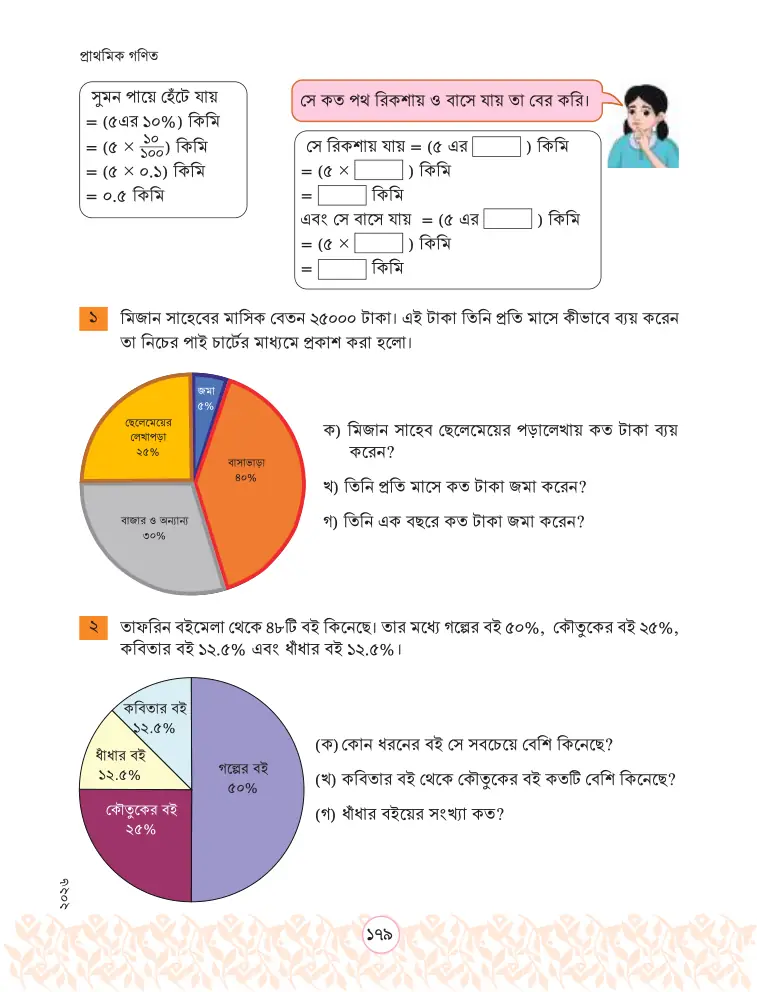 প্রাথমিক গণিত
সুমন পায়ে হেঁটে যায়
= (৫এর ১০%) কিমি
= (৫ × ১০/১০০) কিমি
= (৫ × ০.১) কিমি
= ০.৫ কিমি
সে কত পথ রিকশায় ও বাসে যায় তা বের করি।
সে রিকশায় যায় = (৫ এর ) কিমি
= (৫ × ) কিমি
= কিমি
এবং সে বাসে যায় = (৫ এর ) কিমি
= (৫ × ) কিমি
= কিমি
১ মিজান সাহেবের মাসিক বেতন ২৫০০০ টাকা। এই টাকা তিনি প্রতি মাসে কীভাবে ব্যয় করেন
তা নিচের পাই চার্টের মাধ্যমে প্রকাশ করা হলো।
জমা
৫%
ছেলেমেয়ের
লেখাপড়া
২৫%
বাসাভাড়া
৪০%
বাজার ও অন্যান্য
৩০%
ক) মিজান সাহেব ছেলেমেয়ের পড়ালেখায় কত টাকা ব্যয়
করেন?
খ) তিনি প্রতি মাসে কত টাকা জমা করেন?
গ) তিনি এক বছরে কত টাকা জমা করেন?
২ তাফরিন বইমেলা থেকে ৪৮টি বই কিনেছে। তার মধ্যে গল্পের বই ৫০%, কৌতুকের বই ২৫%,
কবিতার বই ১২.৫% এবং ধাঁধার বই ১২.৫%।
কবিতার বই
১২.৫%
ধাঁধার বই
১২.৫%
গল্পের বই
৫০%
কৌতুকের বই
২৫%
(ক) কোন ধরনের বই সে সবচেয়ে বেশি কিনেছে?
(খ) কবিতার বই থেকে কৌতুকের বই কতটি বেশি কিনেছে?
(গ) ধাঁধার বইয়ের সংখ্যা কত?
২০২৬
১৭৯